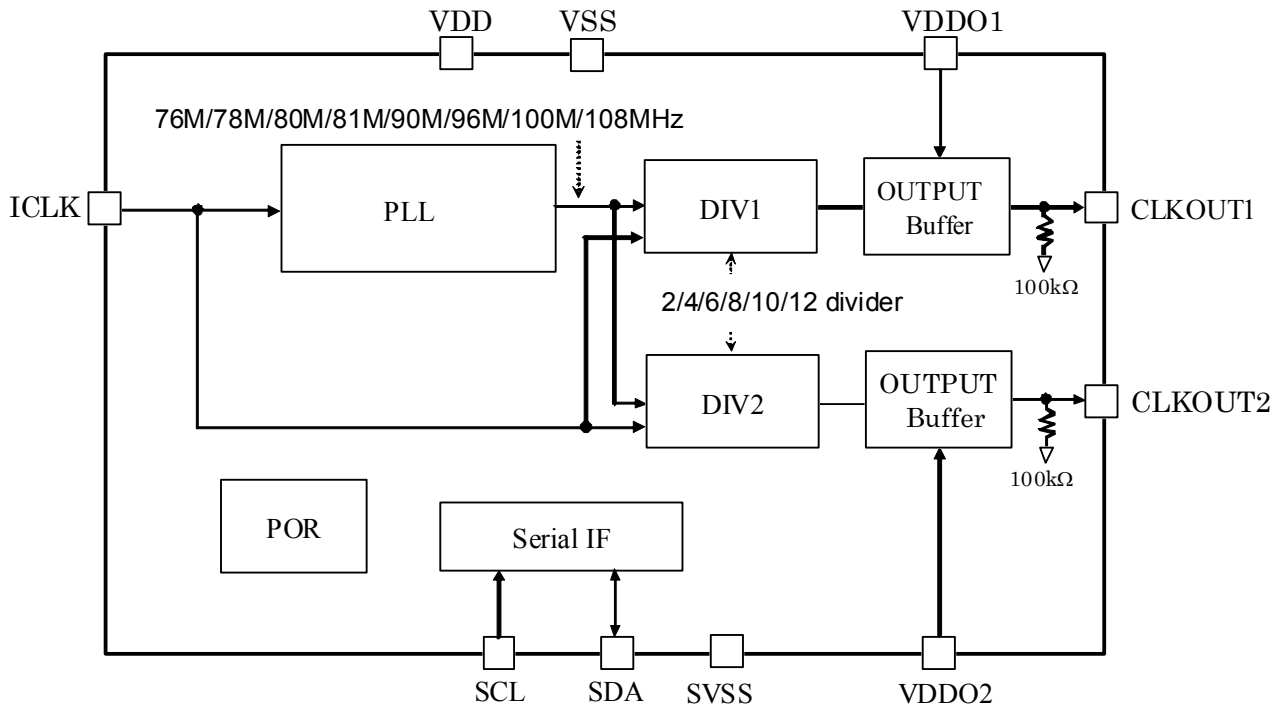 VDD
VSS
VDDO1
76M/78M/80M/81M/90M/96M/100M/108MHz
ICLK
PLL
DIV1
OUTPUT
Buffer
CLKOUT1
100kΩ
2/4/6/8/10/12 divider
DIV2
OUTPUT
Buffer
CLKOUT2
100kΩ
POR
Serial IF
SCL
SDA
SVSS
VDDO2